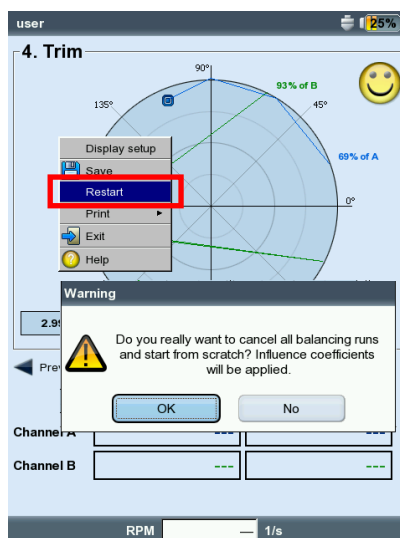 user
25%
4. Trim
90°
93% of B
135°
45°
69% of A
Display setup
Save
Restart
0°
Print
Exit
Help
Warning
2.9
Do you really want to cancel all balancing runs
and start from scratch? Influence coefficients
will be applied.
Pre
OK
No
Channel A
---
---
Channel B
---
---
RPM
—
1/s